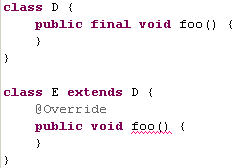 class D {
    public final void foo() {
    }
}

class E extends D {
    @Override
    public void foo() {
    }
}